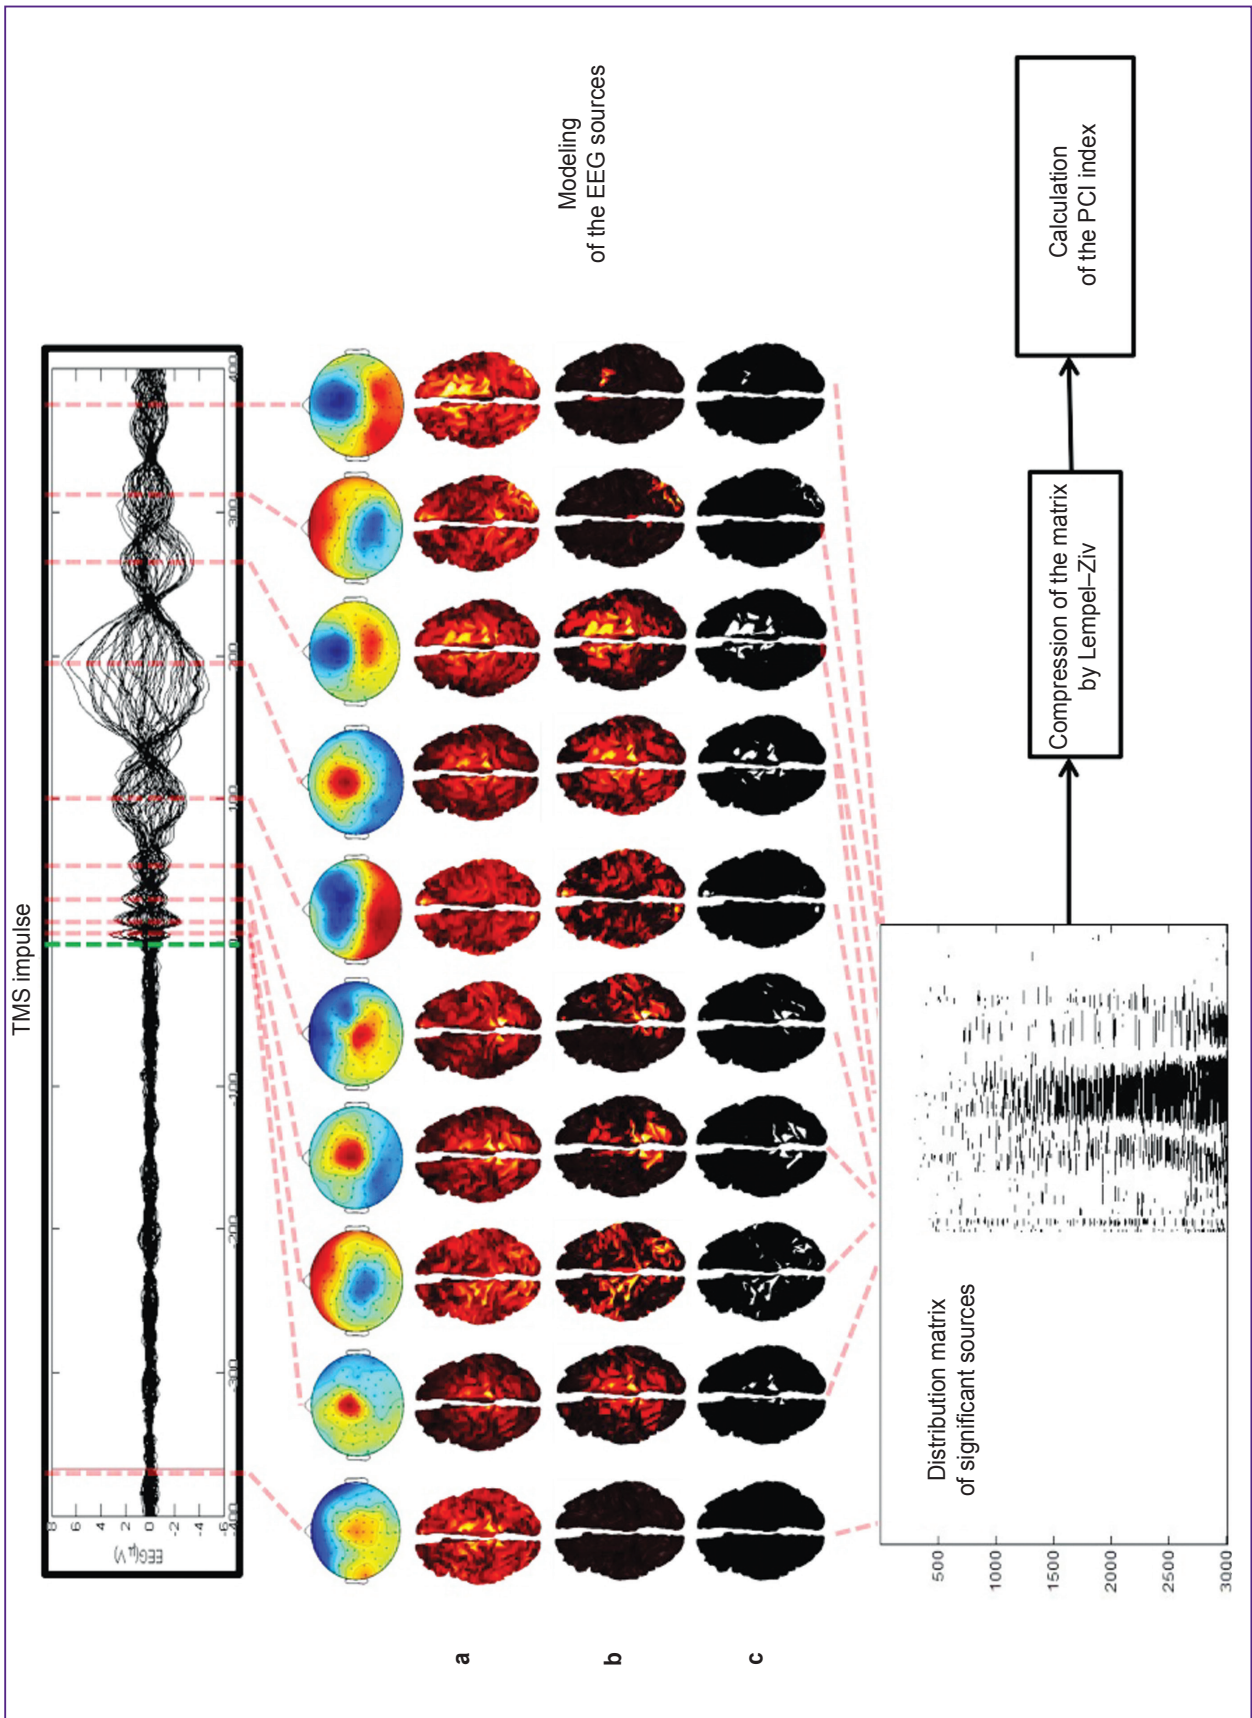 TMS impulse
EEG(µV)
8
6
4
2
0
-2
-4
-6
-300
-200
-100
100
300
400
a
b
c
Modeling
of the EEG sources
Distribution matrix
of significant sources
500
1000
1500
2000
2500
3000
Compression of the matrix
by Lempel–Ziv
Calculation
of the PCI index